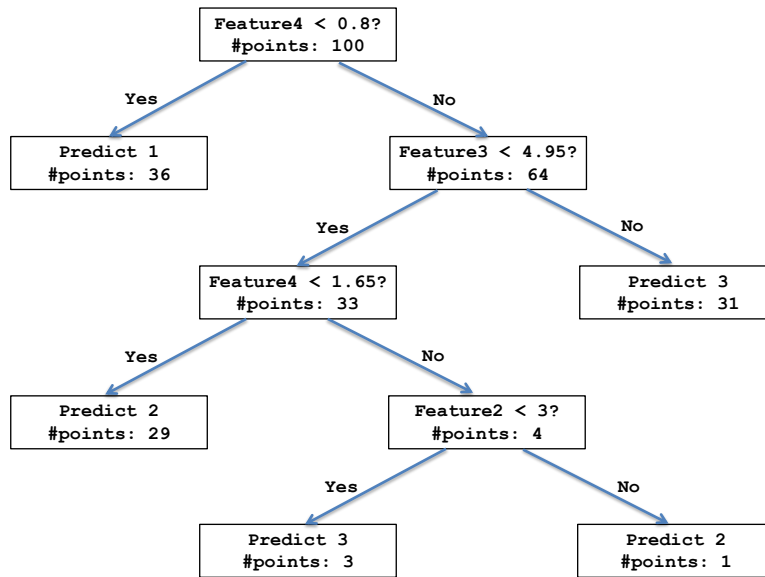 Feature4 < 0.8?
#points: 100
Yes
No
Predict 1
#points: 36
Feature3 < 4.95?
#points: 64
Yes
No
Feature4 < 1.65?
#points: 33
Predict 3
#points: 31
Yes
No
Predict 2
#points: 29
Feature2 < 3?
#points: 4
Yes
No
Predict 3
#points: 3
Predict 2
#points: 1